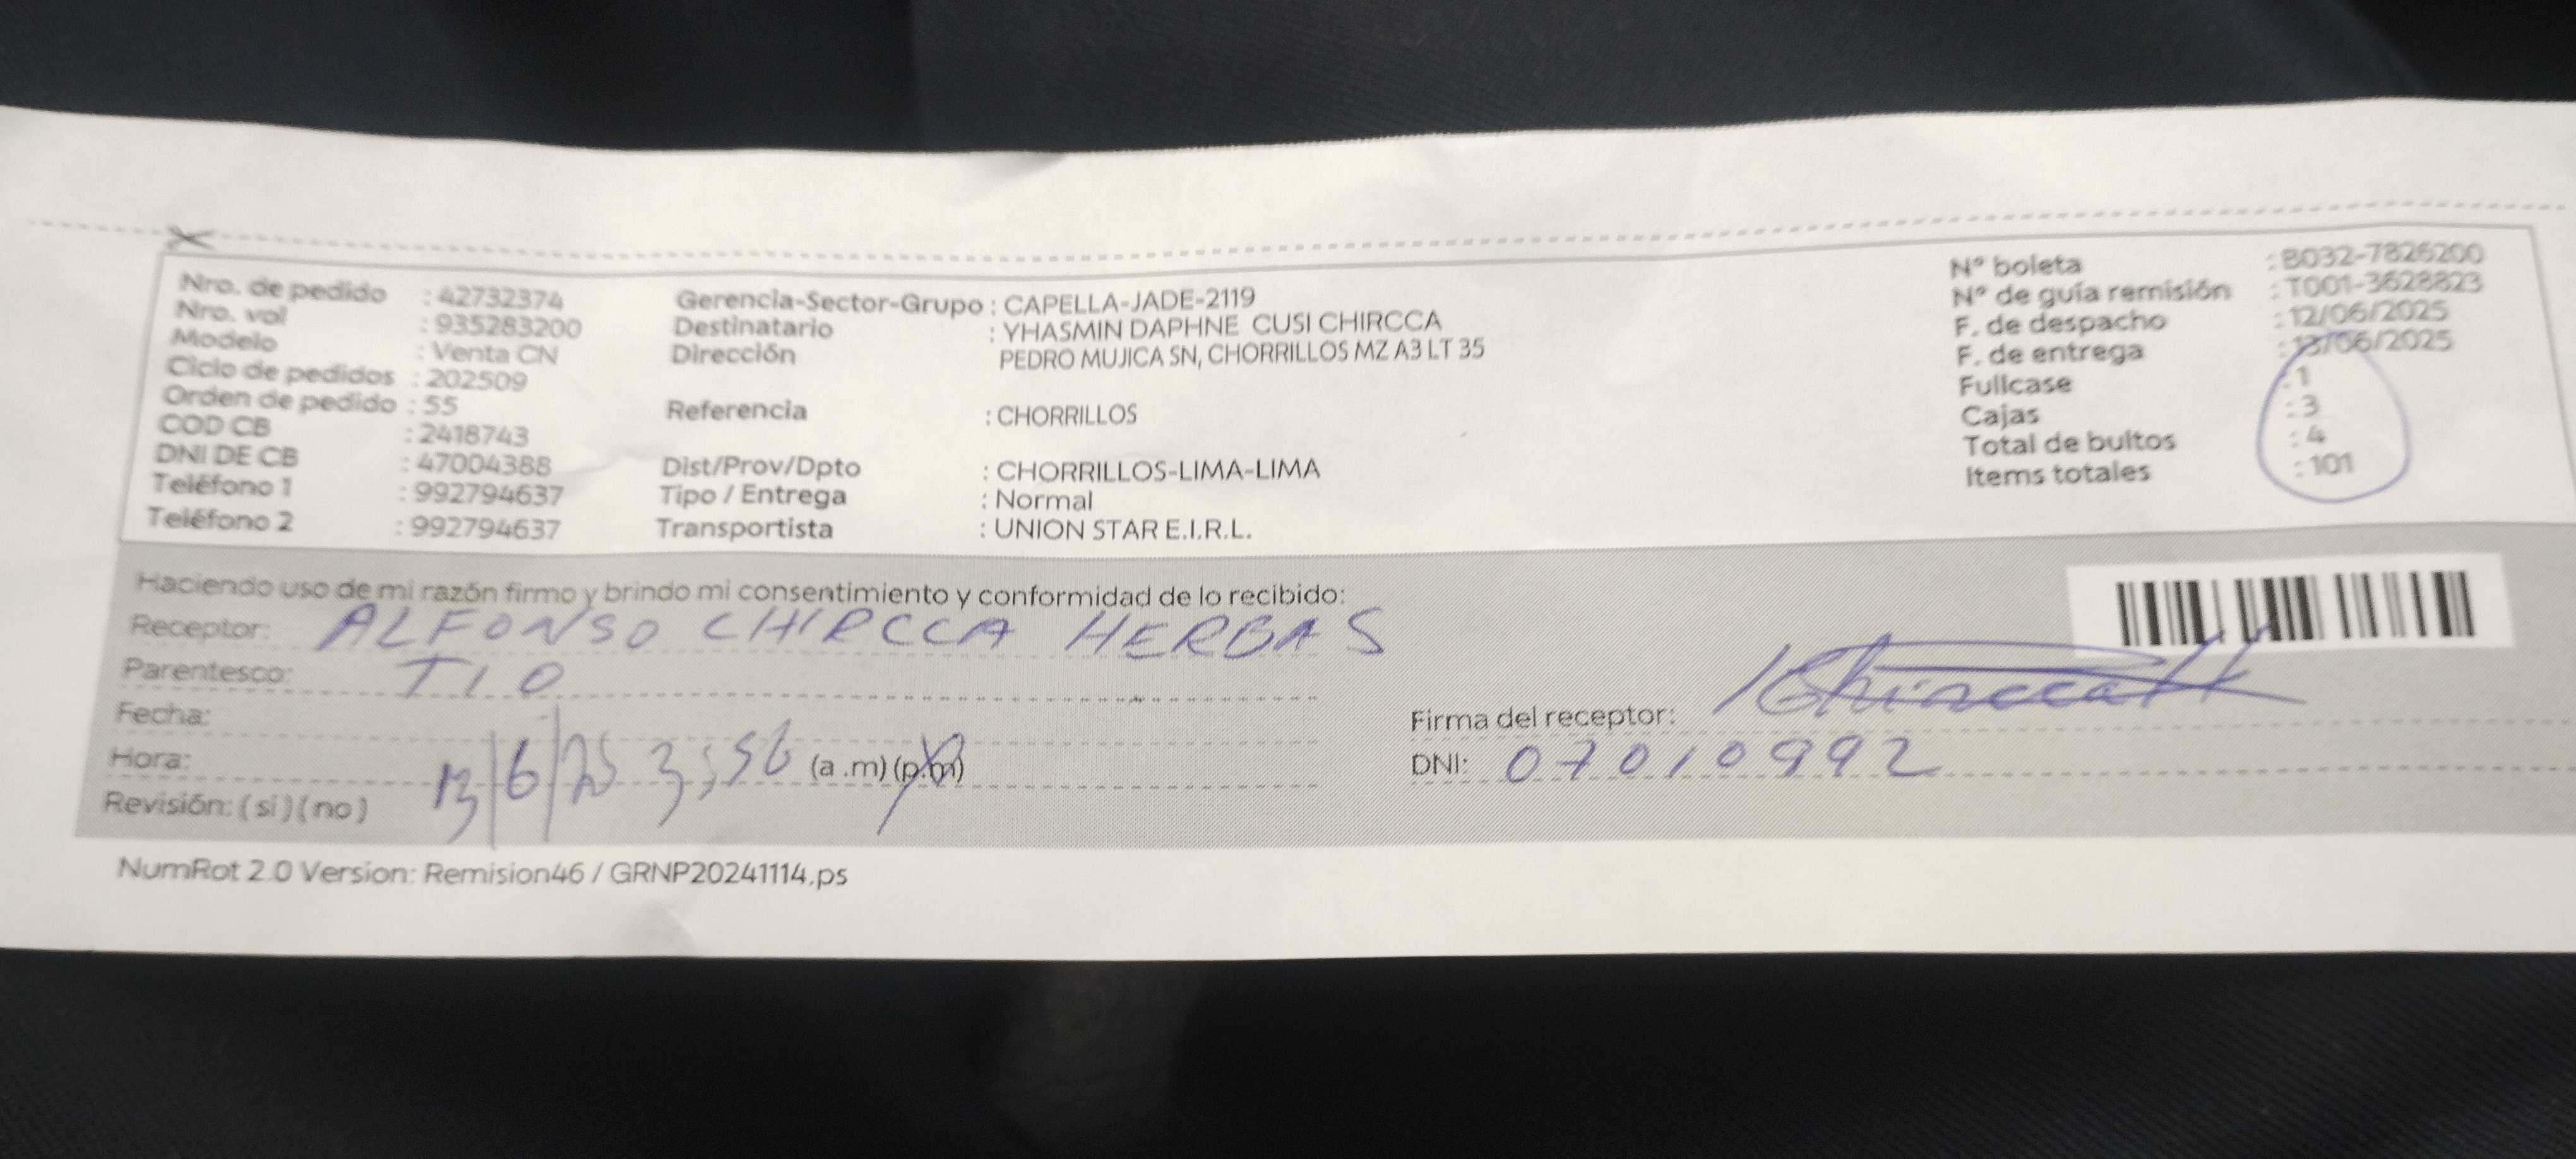 Nro. de pedido : 42732374
Nro. vol : 935283200
Modelo : Venta CN
Ciclo de pedidos : 202509
Orden de pedido : 55
COD CB : 2418743
DNI DE CB : 47004388
Teléfono 1 : 992794637
Teléfono 2 : 992794637
Gerencia-Sector-Grupo : CAPELLA-JADE-2119
Destinatario : YHASMIN DAPHNE CUSI CHIRCCA
Dirección PEDRO MUJICA SN, CHORRILLOS MZ A3 LT 35
Referencia : CHORRILLOS
Dist/Prov/Dpto : CHORRILLOS-LIMA-LIMA
Tipo / Entrega : Normal
Transportista : UNION STAR E.I.R.L.
Nº boleta : B032-7826200
Nº de guía remisión : T001-3628823
F. de despacho : 12/06/2025
F. de entrega : 13/06/2025
Fullcase : 1
Cajas : 3
Total de bultos : 4
Items totales : 101
Haciendo uso de mi razón firmo y brindo mi consentimiento y conformidad de lo recibido:
Receptor: ALFONSO CHIRCCA HERBAS
Parentesco: TIO
Fecha:
Hora: 13/6/25 3:56 (a .m) (p.m)
Revisión: ( si ) ( no )
Firma del receptor:
DNI: 07010992
NumRot 2.0 Version: Remision46 / GRNP20241114.ps